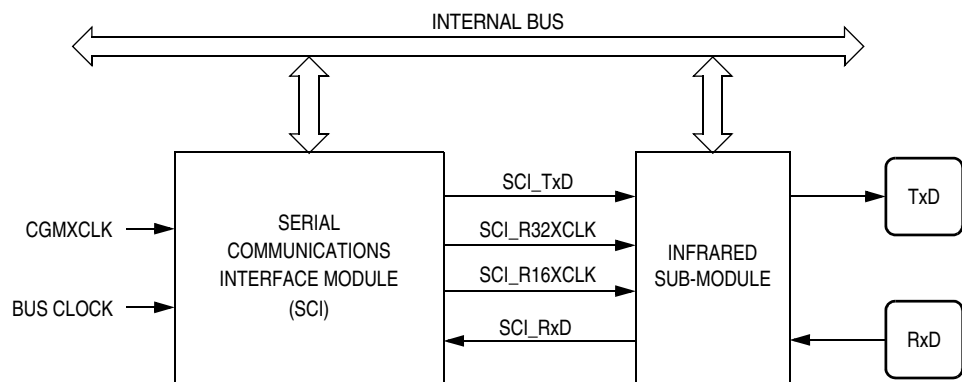 INTERNAL BUS
SCI_TxD
TxD
CGMXCLK
SERIAL
COMMUNICATIONS
INTERFACE MODULE
(SCI)
SCI_R32XCLK
INFRARED
SUB-MODULE
SCI_R16XCLK
BUS CLOCK
SCI_RxD
RxD